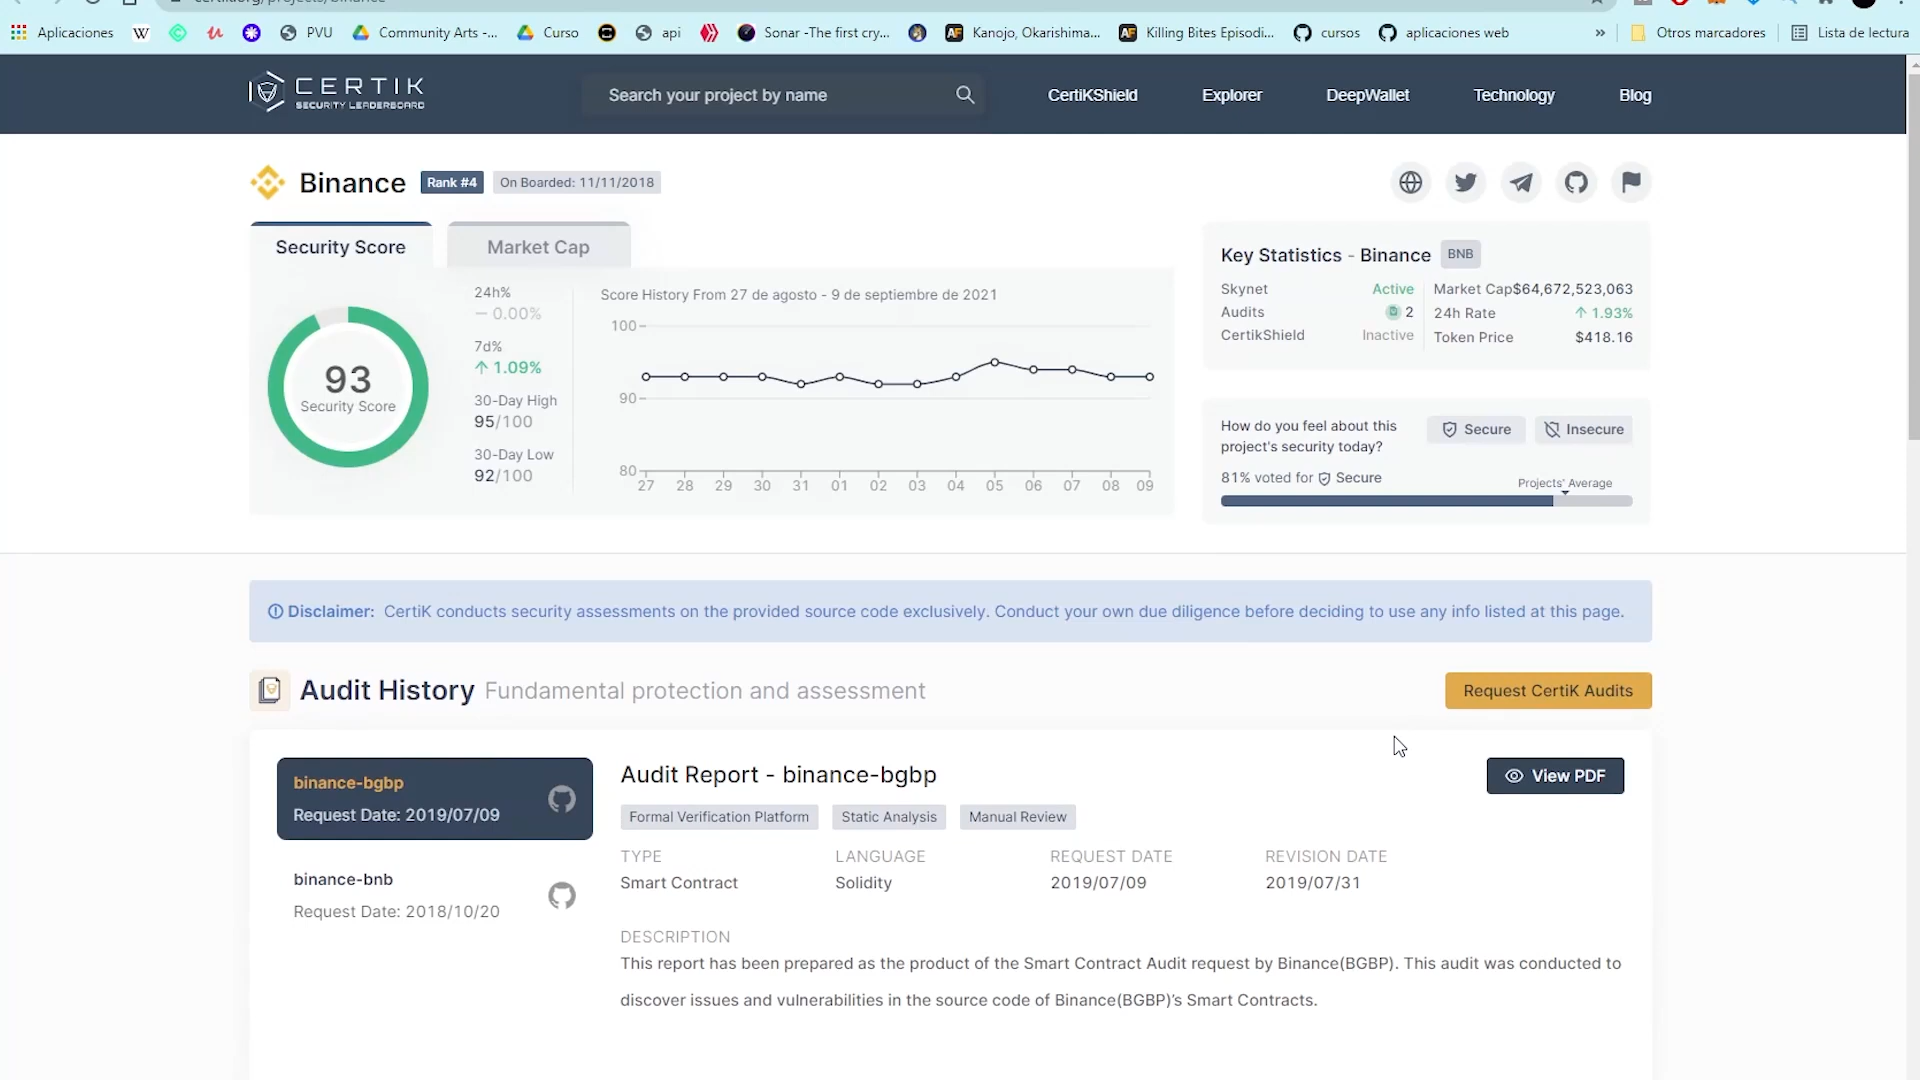 Aplicaciones
PVU
Community Arts -...
Curso
api
Sonar -The first cry...
Kanojo, Okarishima...
Killing Bites Episodi...
cursos
aplicaciones web
»
Otros marcadores
Lista de lectura
CERTIK
SECURITY LEADERBOARD
Search your project by name
CertiKShield
Explorer
DeepWallet
Technology
Blog
Binance
Rank #4
On Boarded: 11/11/2018
Security Score
Market Cap
93
Security Score
24h%
— 0.00%
7d%
↑ 1.09%
30-Day High
95/100
30-Day Low
92/100
Score History From 27 de agosto - 9 de septiembre de 2021
100
90
80
27 28 29 30 31 01 02 03 04 05 06 07 08 09
Key Statistics - Binance BNB
Skynet Active
Audits 2
CertikShield Inactive
Market Cap$64,672,523,063
24h Rate ↑ 1.93%
Token Price $418.16
How do you feel about this
project's security today?
Secure
Insecure
81% voted for Secure
Projects' Average
Disclaimer: CertiK conducts security assessments on the provided source code exclusively. Conduct your own due diligence before deciding to use any info listed at this page.
Audit History Fundamental protection and assessment
Request CertiK Audits
binance-bgbp
Request Date: 2019/07/09
binance-bnb
Request Date: 2018/10/20
Audit Report - binance-bgbp
View PDF
Formal Verification Platform
Static Analysis
Manual Review
TYPE
Smart Contract
LANGUAGE
Solidity
REQUEST DATE
2019/07/09
REVISION DATE
2019/07/31
DESCRIPTION
This report has been prepared as the product of the Smart Contract Audit request by Binance(BGBP). This audit was conducted to
discover issues and vulnerabilities in the source code of Binance(BGBP)’s Smart Contracts.